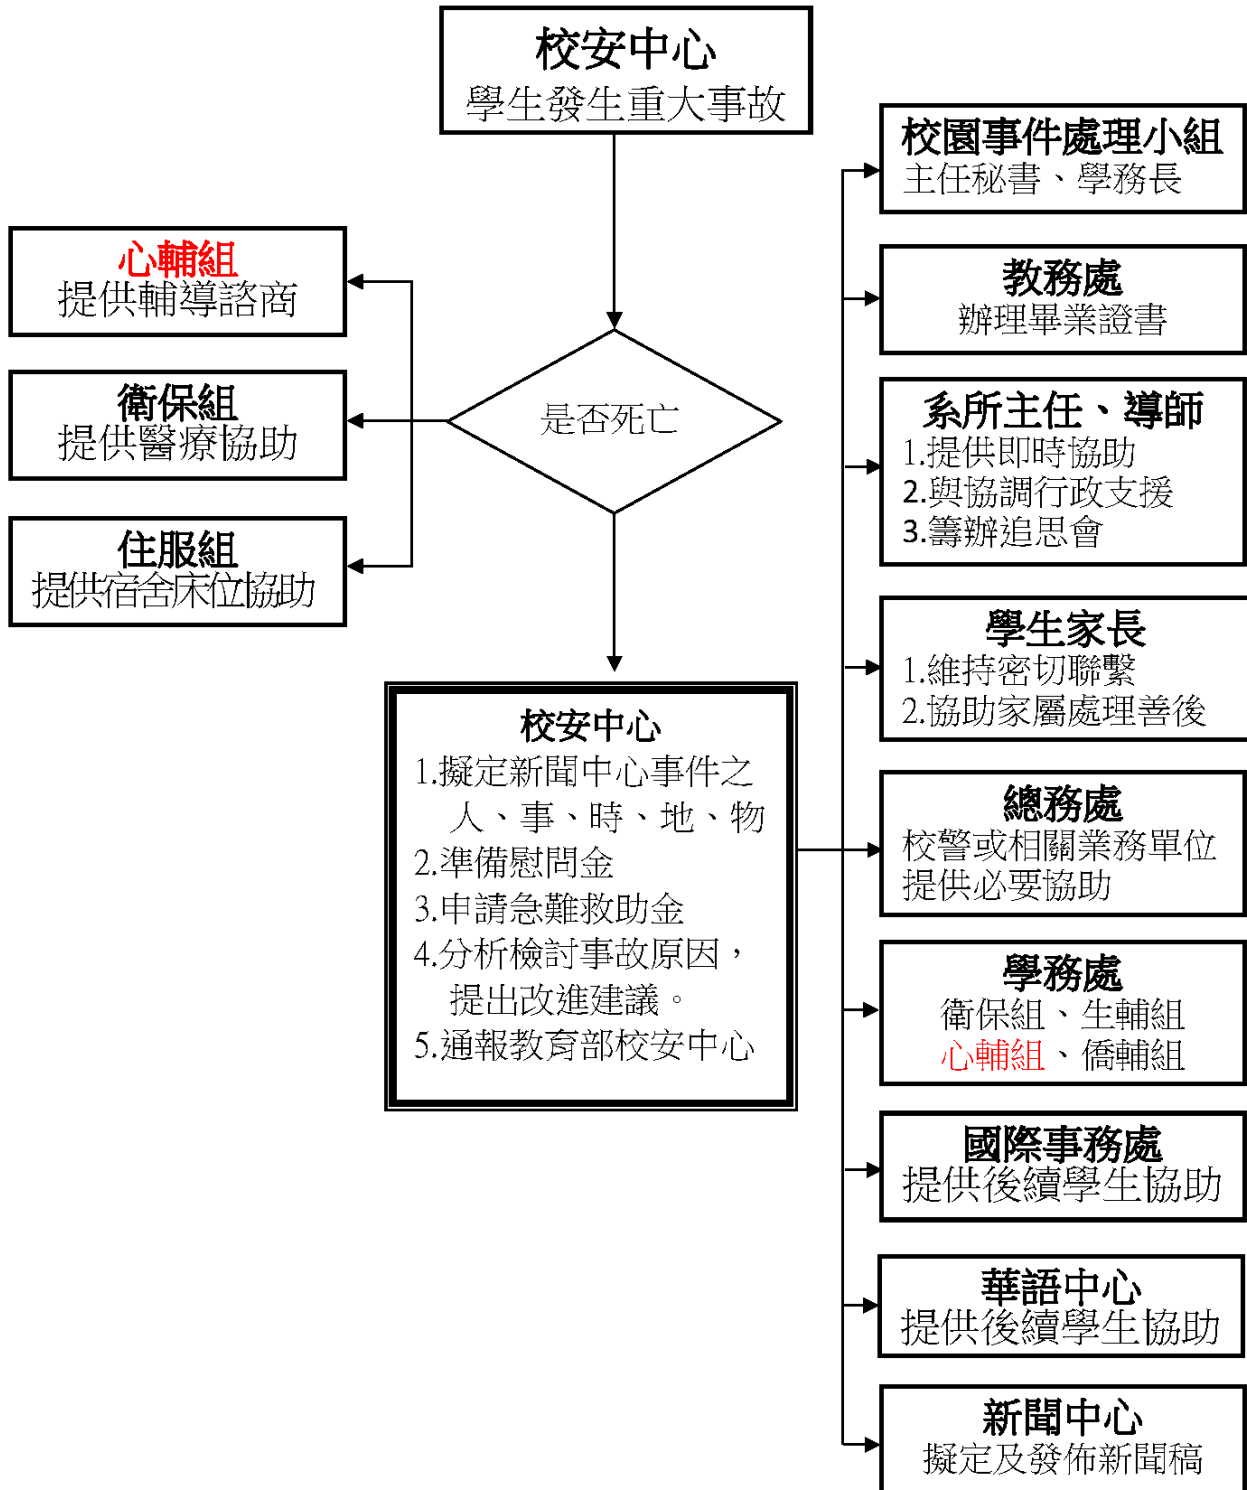 校安中心
學生發生重大事故
心輔組
提供輔導諮商
衛保組
提供醫療協助
住服組
提供宿舍床位協助
是否死亡
校安中心
1.擬定新聞中心事件之
人、事、時、地、物
2.準備慰問金
3.申請急難救助金
4.分析檢討事故原因，
提出改進建議。
5.通報教育部校安中心
校園事件處理小組
主任秘書、學務長
教務處
辦理畢業證書
系所主任、導師
1.提供即時協助
2.與協調行政支援
3.籌辦追思會
學生家長
1.維持密切聯繫
2.協助家屬處理善後
總務處
校警或相關業務單位
提供必要協助
學務處
衛保組、生輔組
心輔組、僑輔組
國際事務處
提供後續學生協助
華語中心
提供後續學生協助
新聞中心
擬定及發佈新聞稿